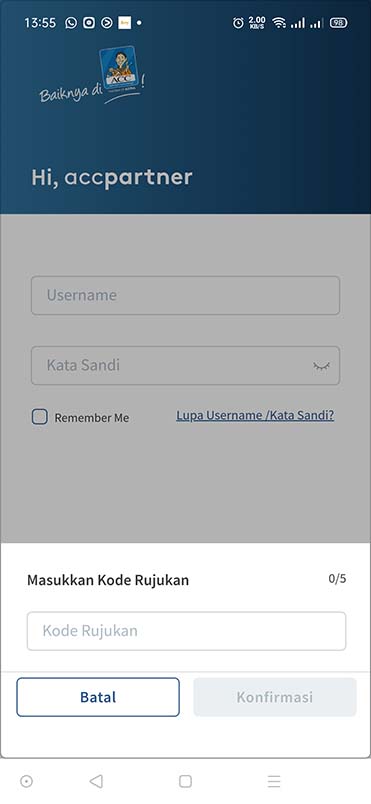 13:55 2.00 KB/S 98
Baiknya di ACC !
Hi, accpartner
Username
Kata Sandi
Remember Me Lupa Username /Kata Sandi?
Masukkan Kode Rujukan 0/5
Kode Rujukan
Batal Konfirmasi